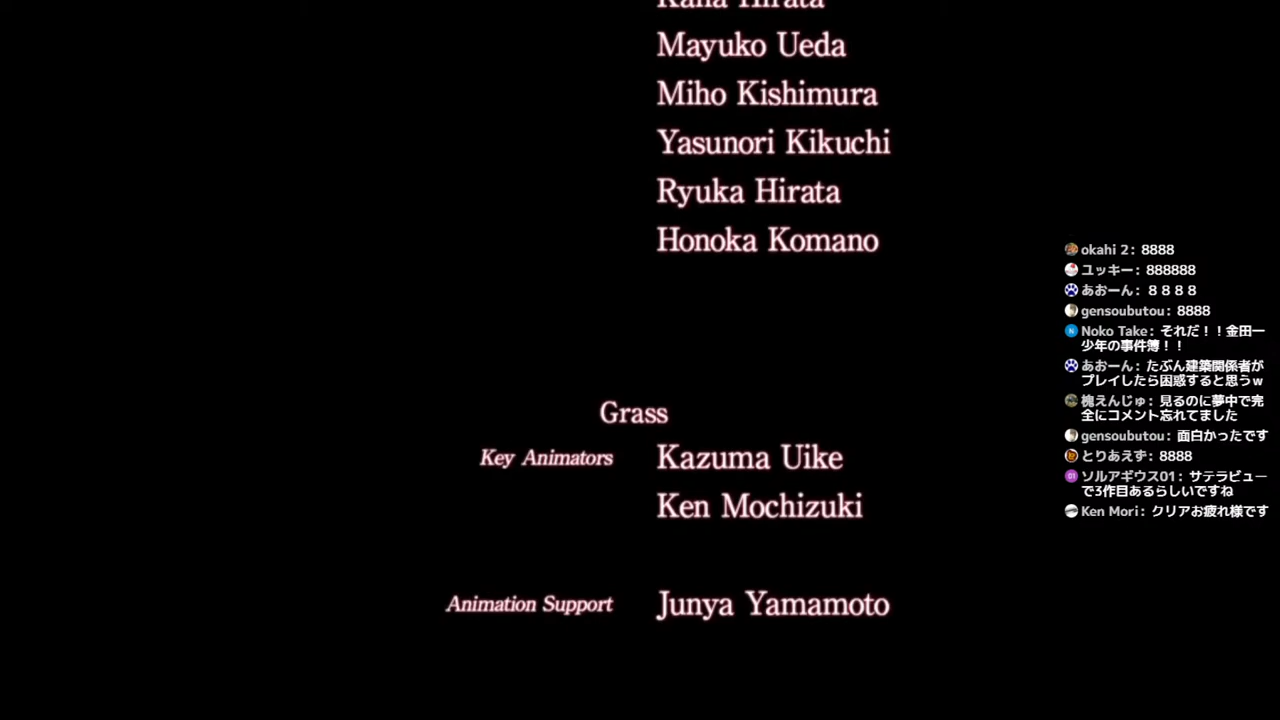 Kana Hirata
Mayuko Ueda
Miho Kishimura
Yasunori Kikuchi
Ryuka Hirata
Honoka Komano
Grass
Key Animators Kazuma Uike
Ken Mochizuki
Animation Support Junya Yamamoto
okahi 2: 8888
ユッキー: 888888
あおーん: ８８８８
gensoubutou: 8888
Noko Take: それだ！！金田一
少年の事件簿！！
あおーん: たぶん建築関係者が
プレイしたら困惑すると思うｗ
槐えんじゅ: 見るのに夢中で完
全にコメント忘れてました
gensoubutou: 面白かったです
とりあえず: 8888
ソルアギウス01: サテラビュー
で3作目あるらしいですね
Ken Mori: クリアお疲れ様です